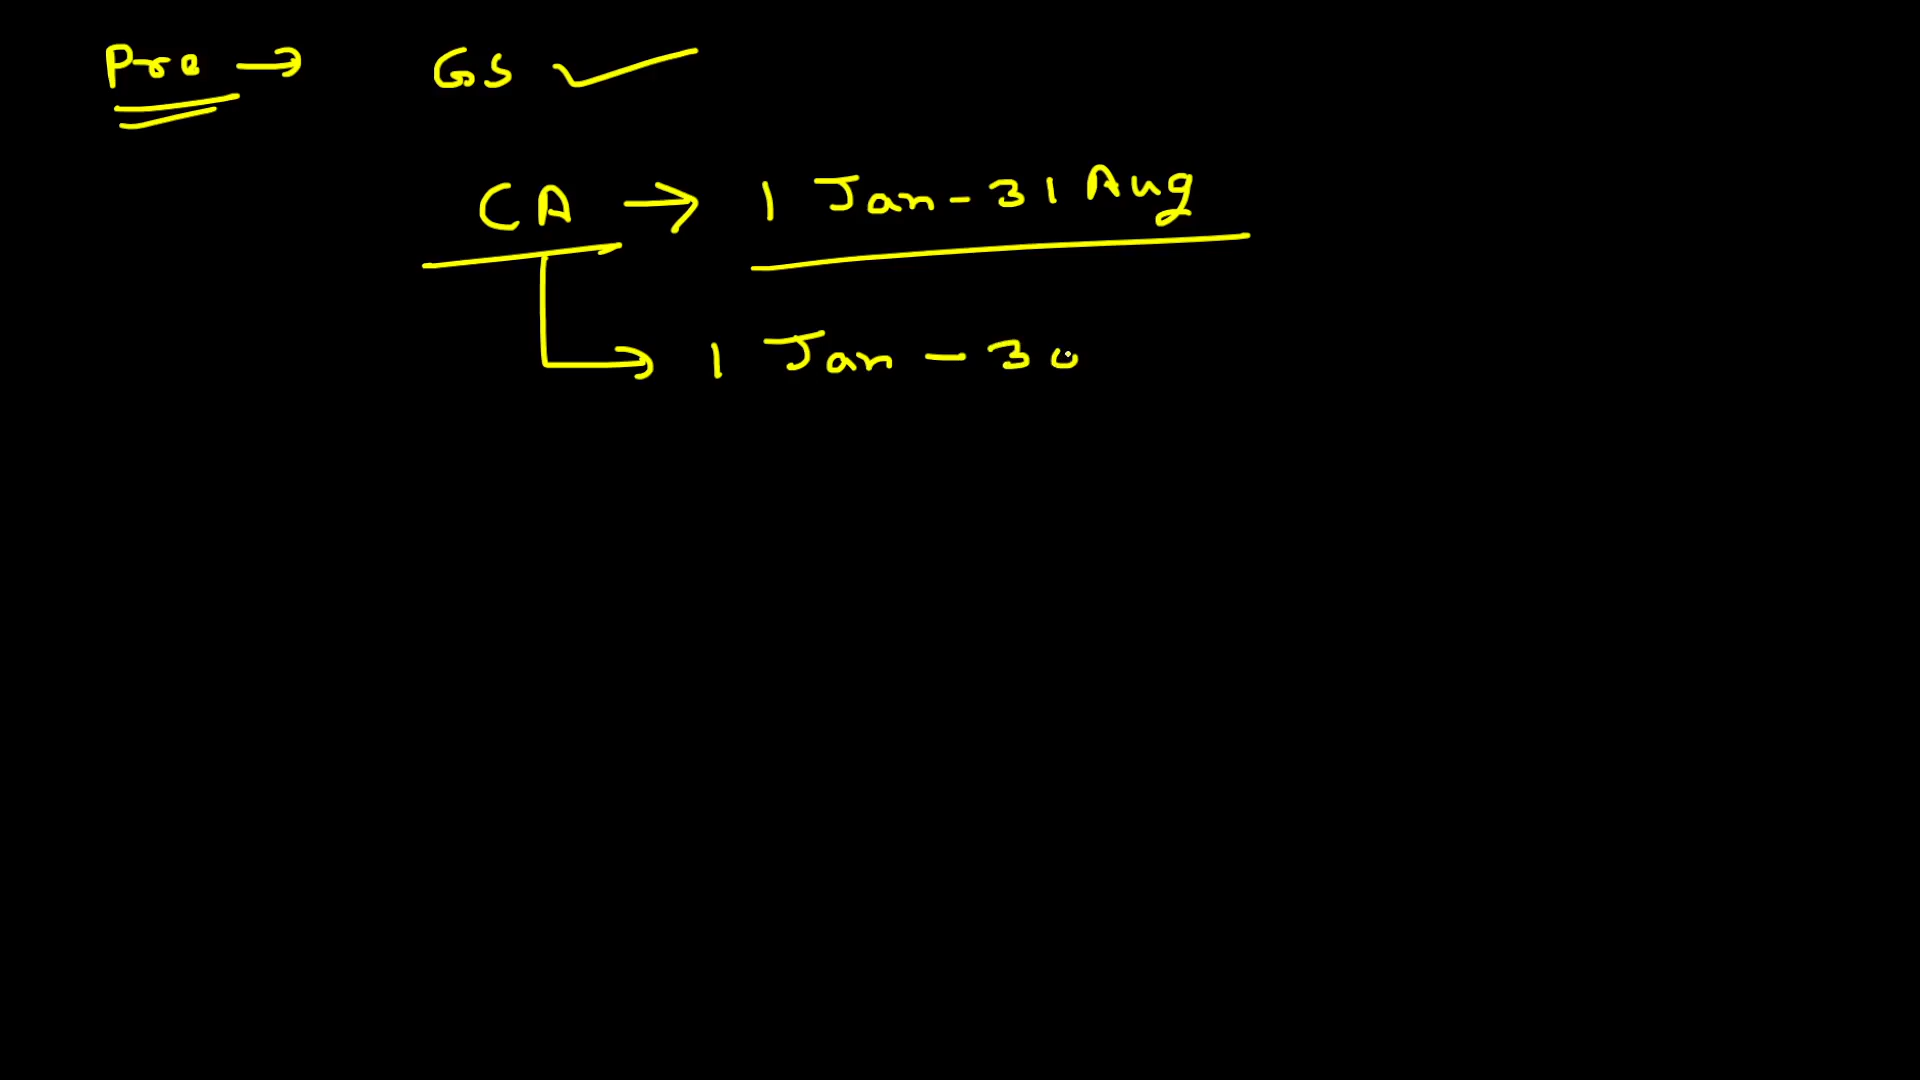 Pre → GS ✓
CA → 1 Jan - 31 Aug
→ 1 Jan - 30